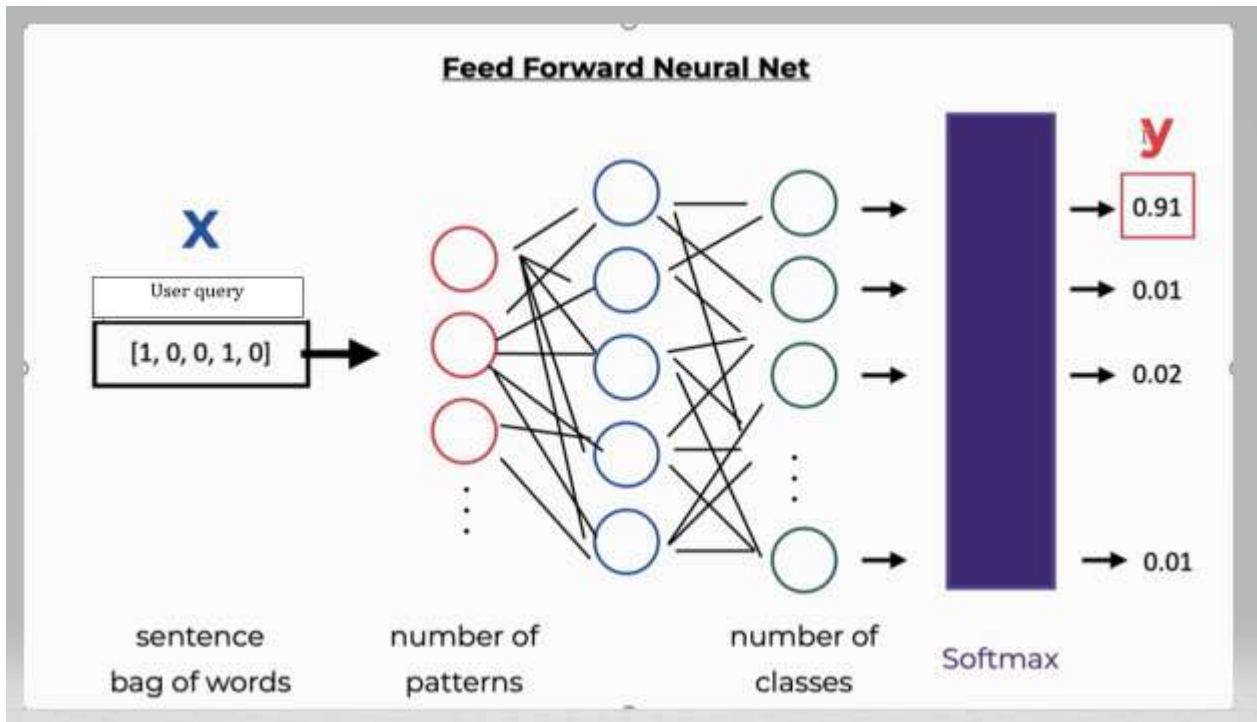 Feed Forward Neural Net
X
User query
[1, 0, 0, 1, 0]
y
0.91
0.01
0.02
0.01
sentence
bag of words
number of
patterns
number of
classes
Softmax